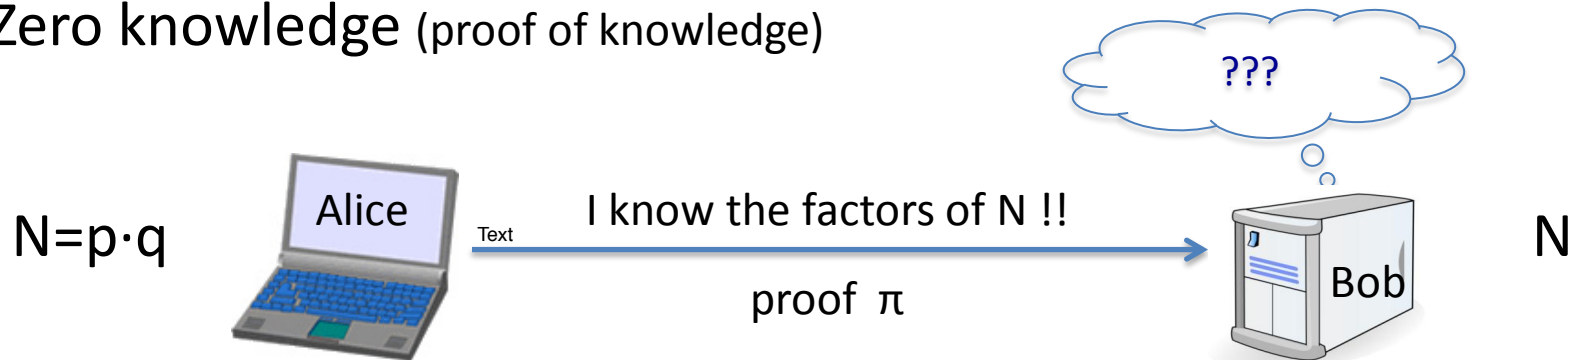 Zero knowledge (proof of knowledge)
???
N=p·q
Alice
Text
I know the factors of N !!
proof π
Bob
N